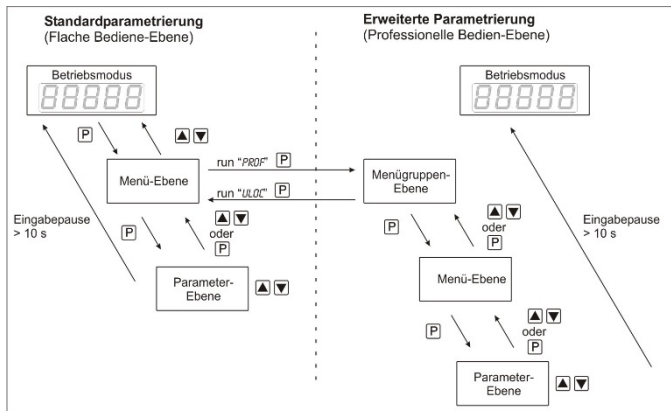 Standardparametrierung
(Flache Bediene-Ebene)
Betriebsmodus
88888
P
▲ ▼
Menü-Ebene
run "PROF" P
run "ULOC" P
P
▲ ▼
oder
P
Eingabepause
> 10 s
Parameter-
Ebene
▲ ▼
Erweiterte Parametrierung
(Professionelle Bedien-Ebene)
Betriebsmodus
88888
Menügruppen-
Ebene
P
▲ ▼
oder
P
Eingabepause
> 10 s
Menü-Ebene
P
▲ ▼
oder
P
Parameter-
Ebene
▲ ▼